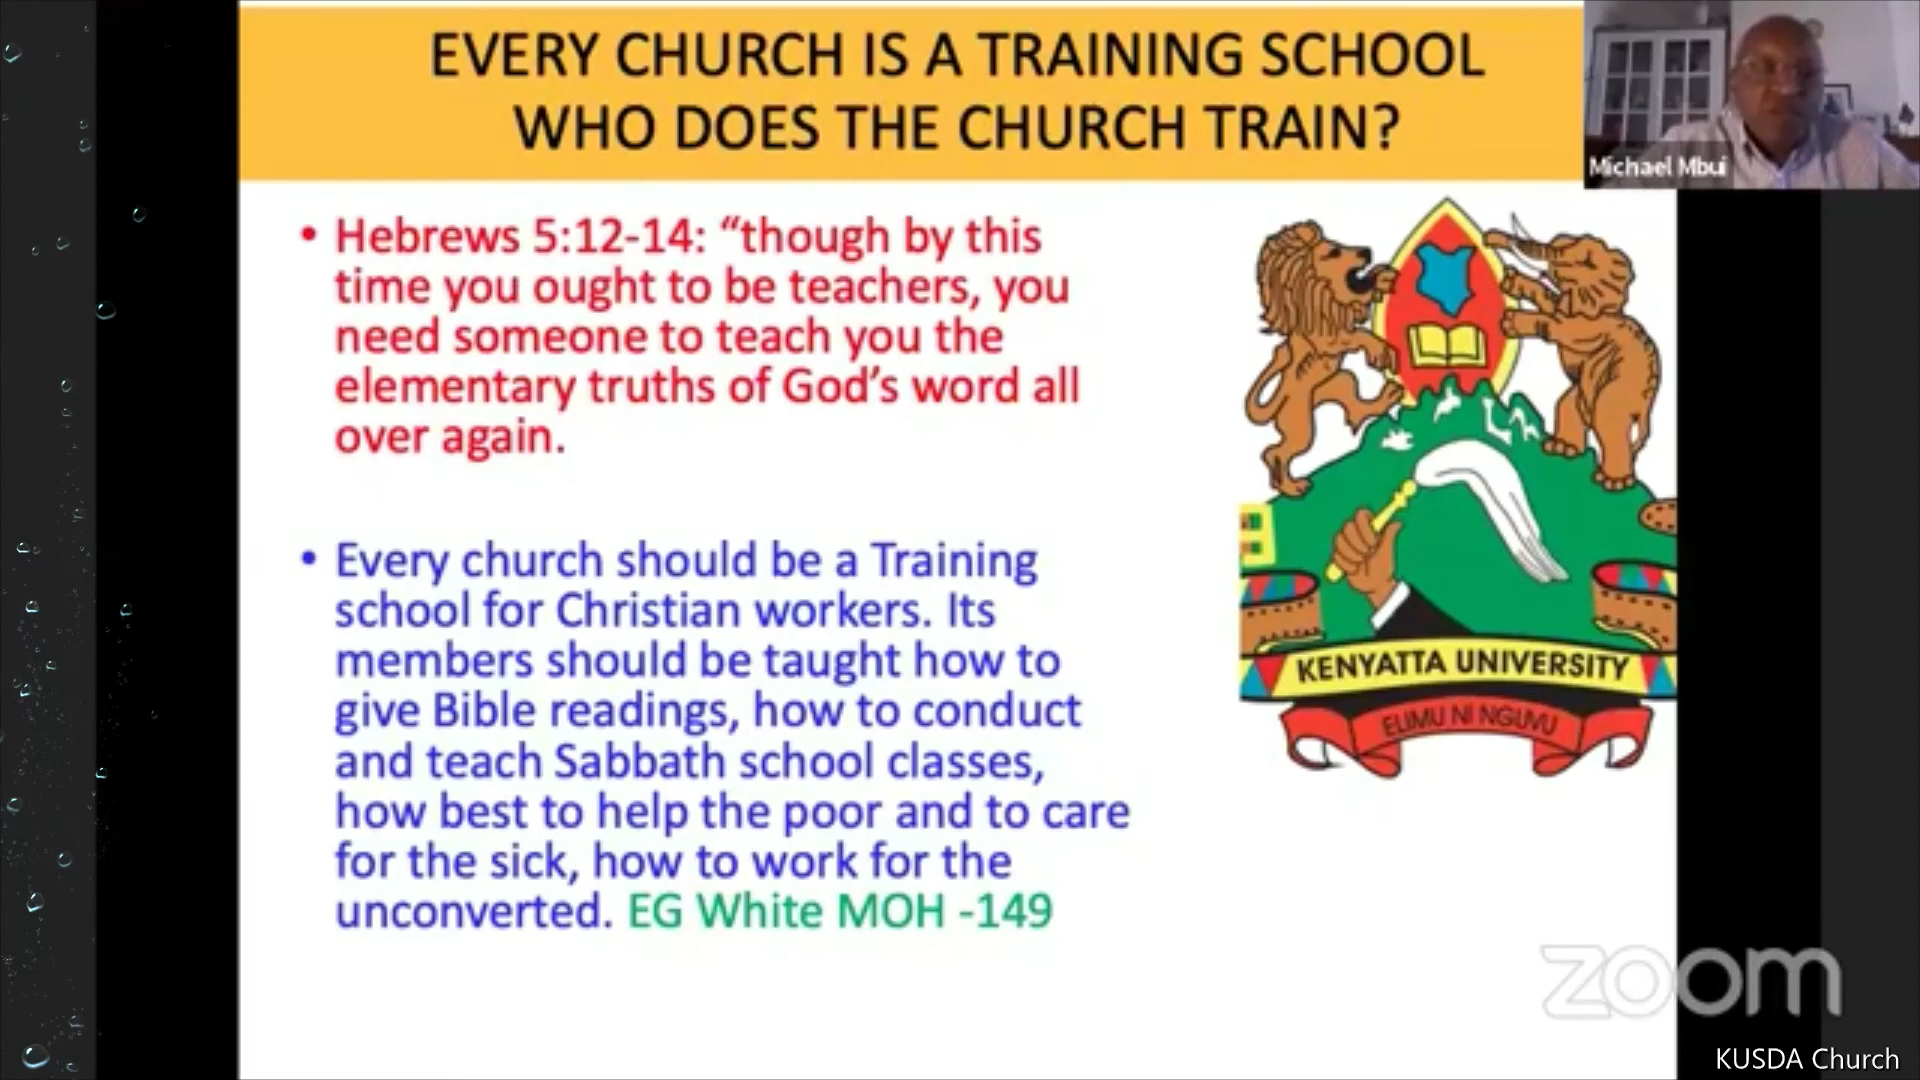 EVERY CHURCH IS A TRAINING SCHOOL
WHO DOES THE CHURCH TRAIN?
Michael Mbui
• Hebrews 5:12-14: “though by this
time you ought to be teachers, you
need someone to teach you the
elementary truths of God’s word all
over again.
• Every church should be a Training
school for Christian workers. Its
members should be taught how to
give Bible readings, how to conduct
and teach Sabbath school classes,
how best to help the poor and to care
for the sick, how to work for the
unconverted. EG White MOH -149
KENYATTA UNIVERSITY
ELIMU NI NGUVU
zoom
KUSDA Church